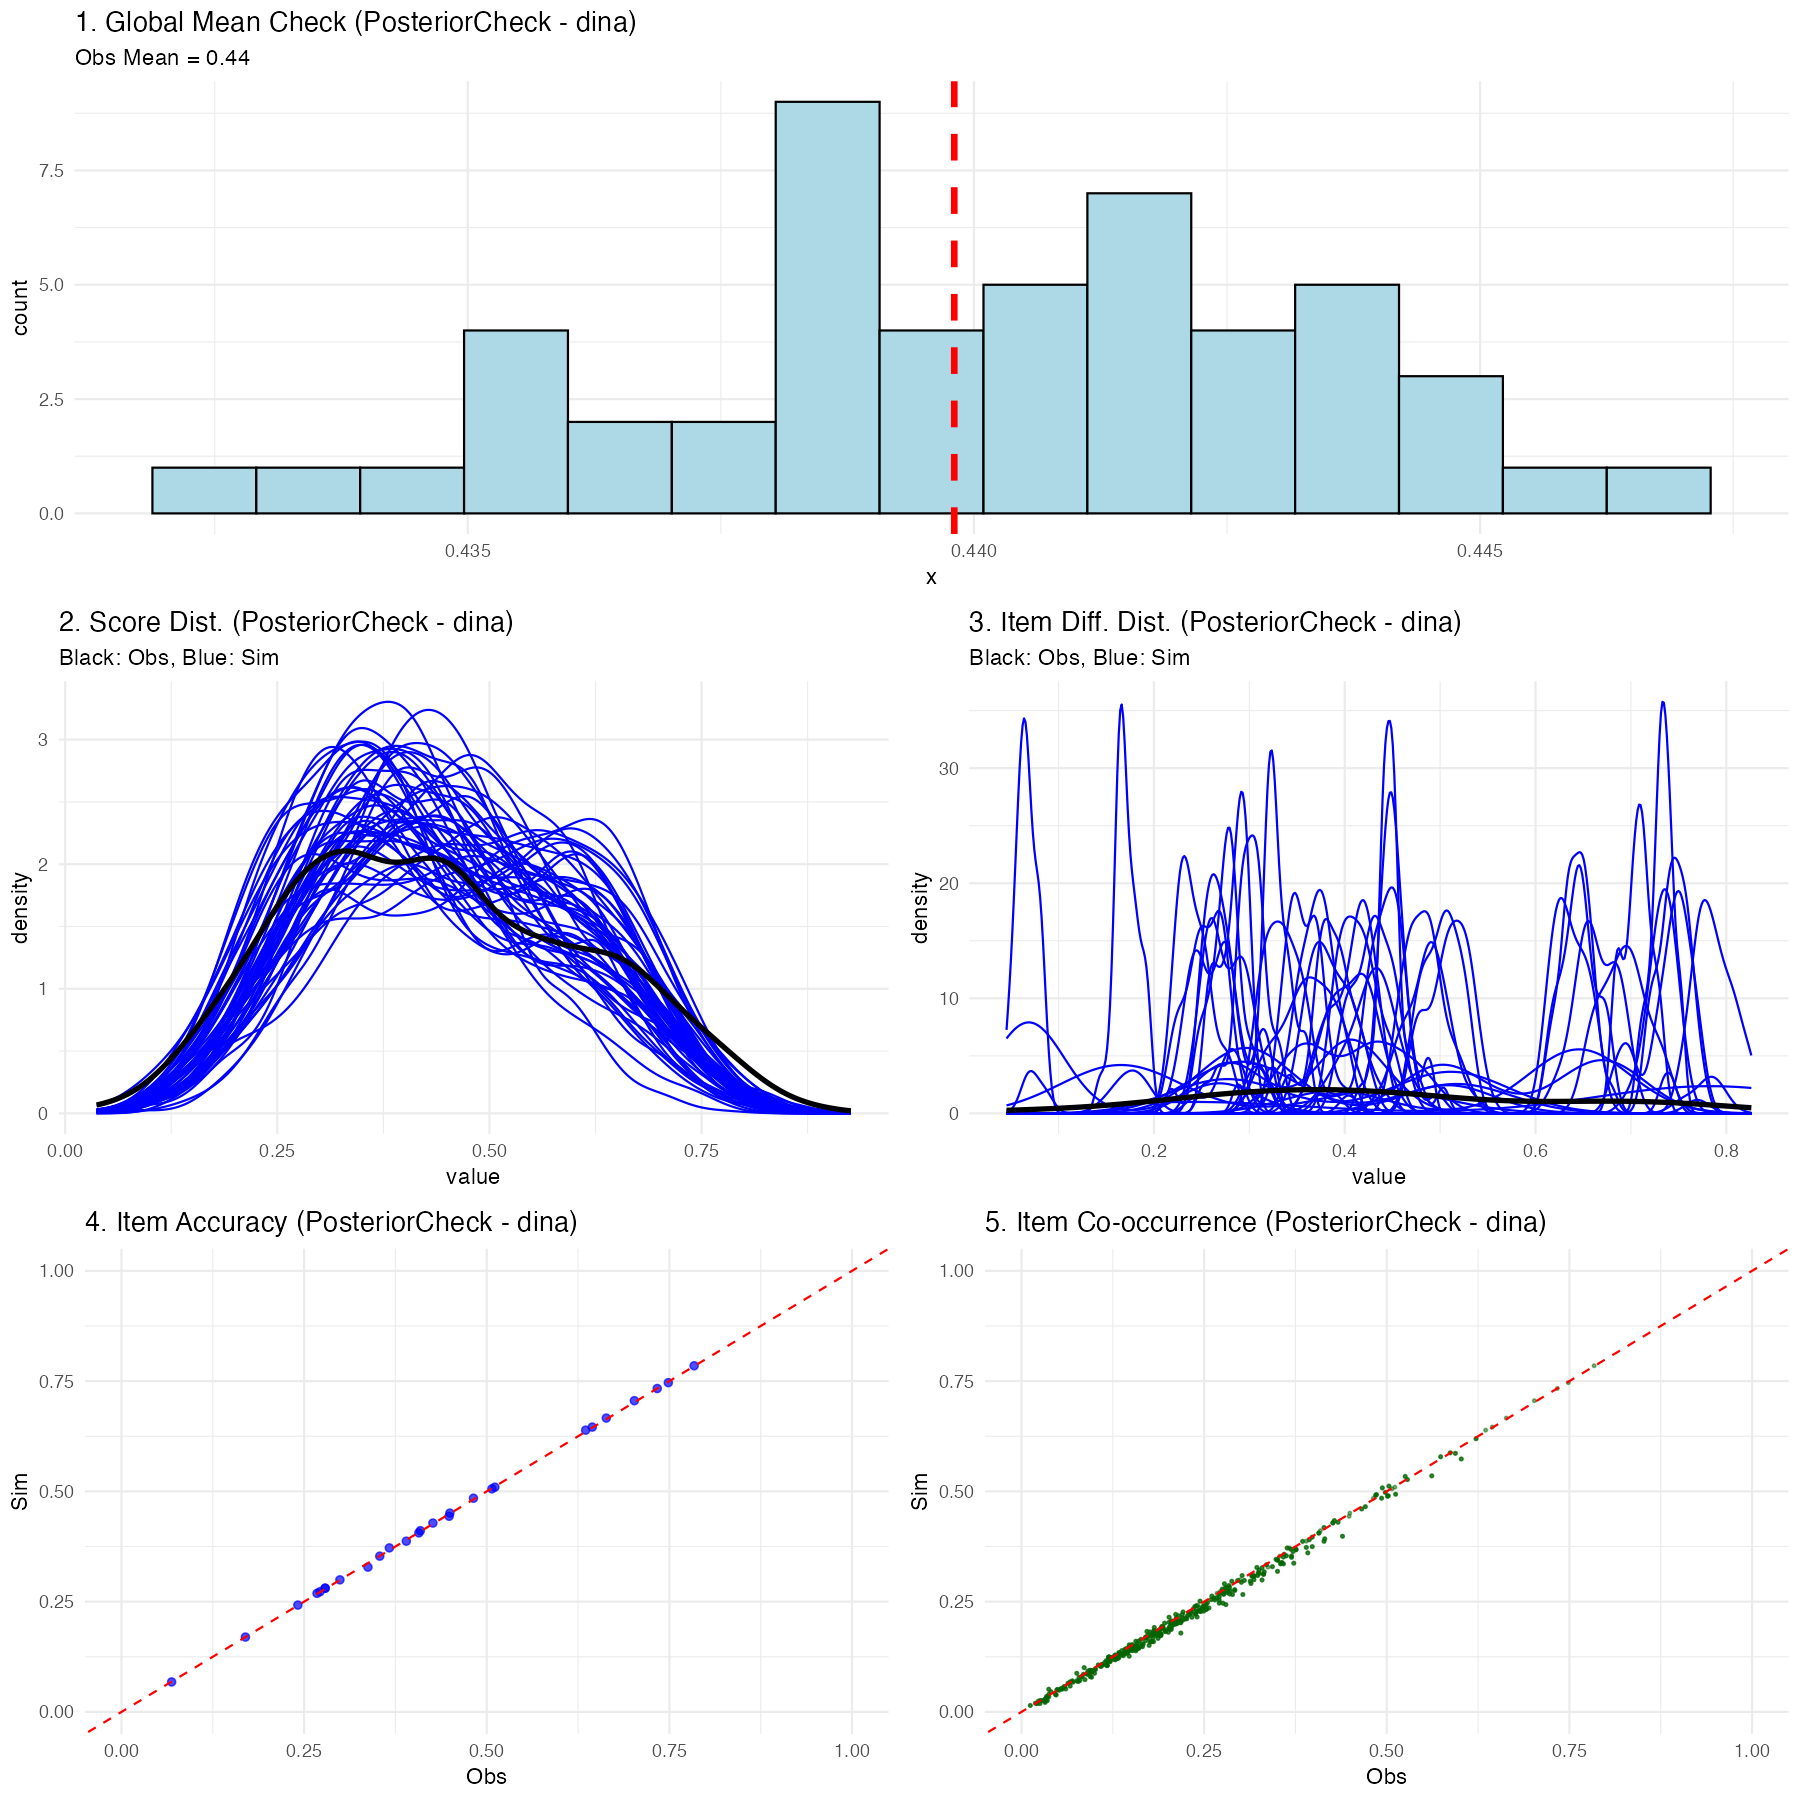 1. Global Mean Check (PosteriorCheck - dina)
Obs Mean = 0.44
count
7.5
5.0
2.5
0.0
0.435 0.440 0.445
x
2. Score Dist. (PosteriorCheck - dina)
Black: Obs, Blue: Sim
density
3
2
1
0
0.00 0.25 0.50 0.75
value
3. Item Diff. Dist. (PosteriorCheck - dina)
Black: Obs, Blue: Sim
density
30
20
10
0
0.2 0.4 0.6 0.8
value
4. Item Accuracy (PosteriorCheck - dina)
Sim
1.00
0.75
0.50
0.25
0.00
0.00 0.25 0.50 0.75 1.00
Obs
5. Item Co-occurrence (PosteriorCheck - dina)
Sim
1.00
0.75
0.50
0.25
0.00
0.00 0.25 0.50 0.75 1.00
Obs